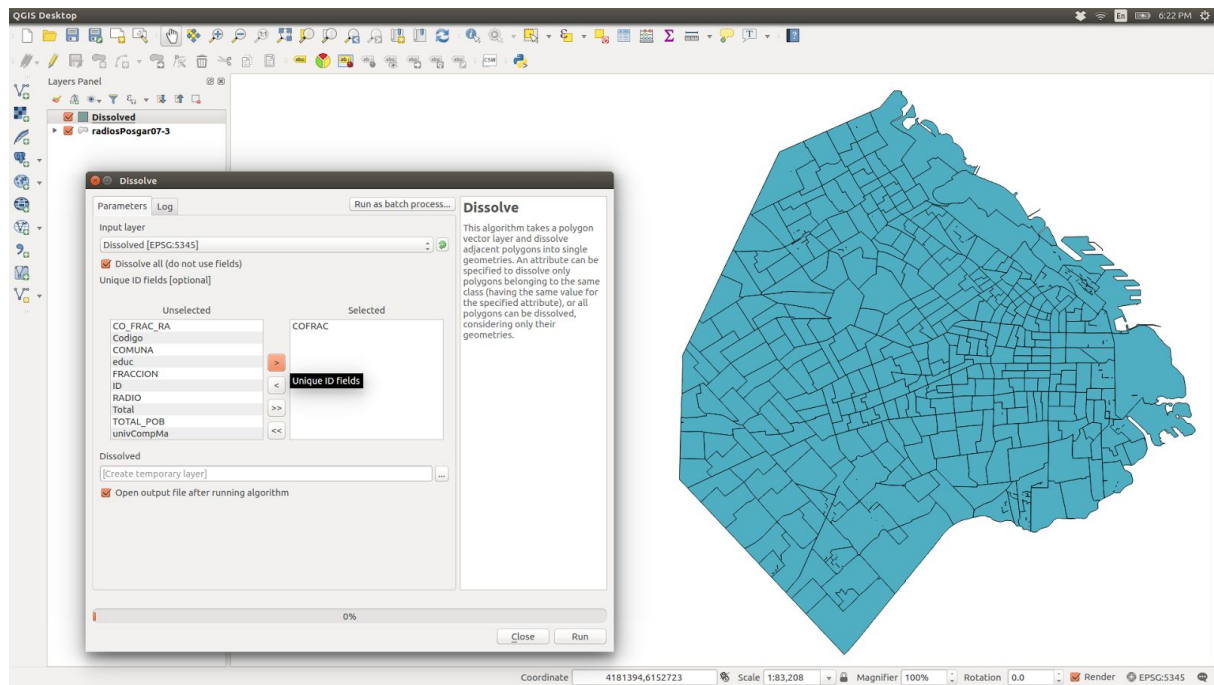 QGIS Desktop
En
6:22 PM
Layers Panel
Dissolved
radiosPosgar07-3
Dissolve
Parameters
Log
Run as batch process...
Input layer
Dissolved [EPSG:5345]
Dissolve all (do not use fields)
Unique ID fields [optional]
Unselected
Selected
CO_FRAC_RA
Codigo
COMUNA
educ
FRACCION
ID
RADIO
Total
TOTAL_POB
univCompMa
>
<
>>
<<
COFRAC
Unique ID fields
Dissolved
[Create temporary layer]
...
Open output file after running algorithm
Dissolve
This algorithm takes a polygon
vector layer and dissolve
adjacent polygons into single
geometries. An attribute can be
specified to dissolve only
polygons belonging to the same
class (having the same value for
the specified attribute), or all
polygons can be dissolved,
considering only their
geometries.
0%
Close
Run
Coordinate
4181394,6152723
Scale
1:83,208
Magnifier
100%
Rotation
0.0
Render
EPSG:5345